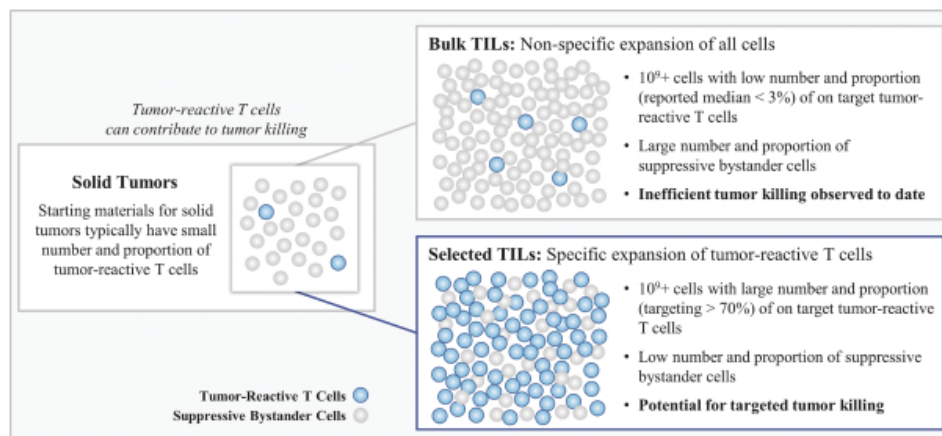 Tumor-reactive T cells
can contribute to tumor killing
Solid Tumors
Starting materials for solid
tumors typically have small
number and proportion of
tumor-reactive T cells
Bulk TILs: Non-specific expansion of all cells
• 10⁹+ cells with low number and proportion
(reported median < 3%) of on target tumor-
reactive T cells
• Large number and proportion of
suppressive bystander cells
• Inefficient tumor killing observed to date
Selected TILs: Specific expansion of tumor-reactive T cells
• 10⁹+ cells with large number and proportion
(targeting > 70%) of on target tumor-reactive
T cells
• Low number and proportion of suppressive
bystander cells
• Potential for targeted tumor killing
Tumor-Reactive T Cells
Suppressive Bystander Cells